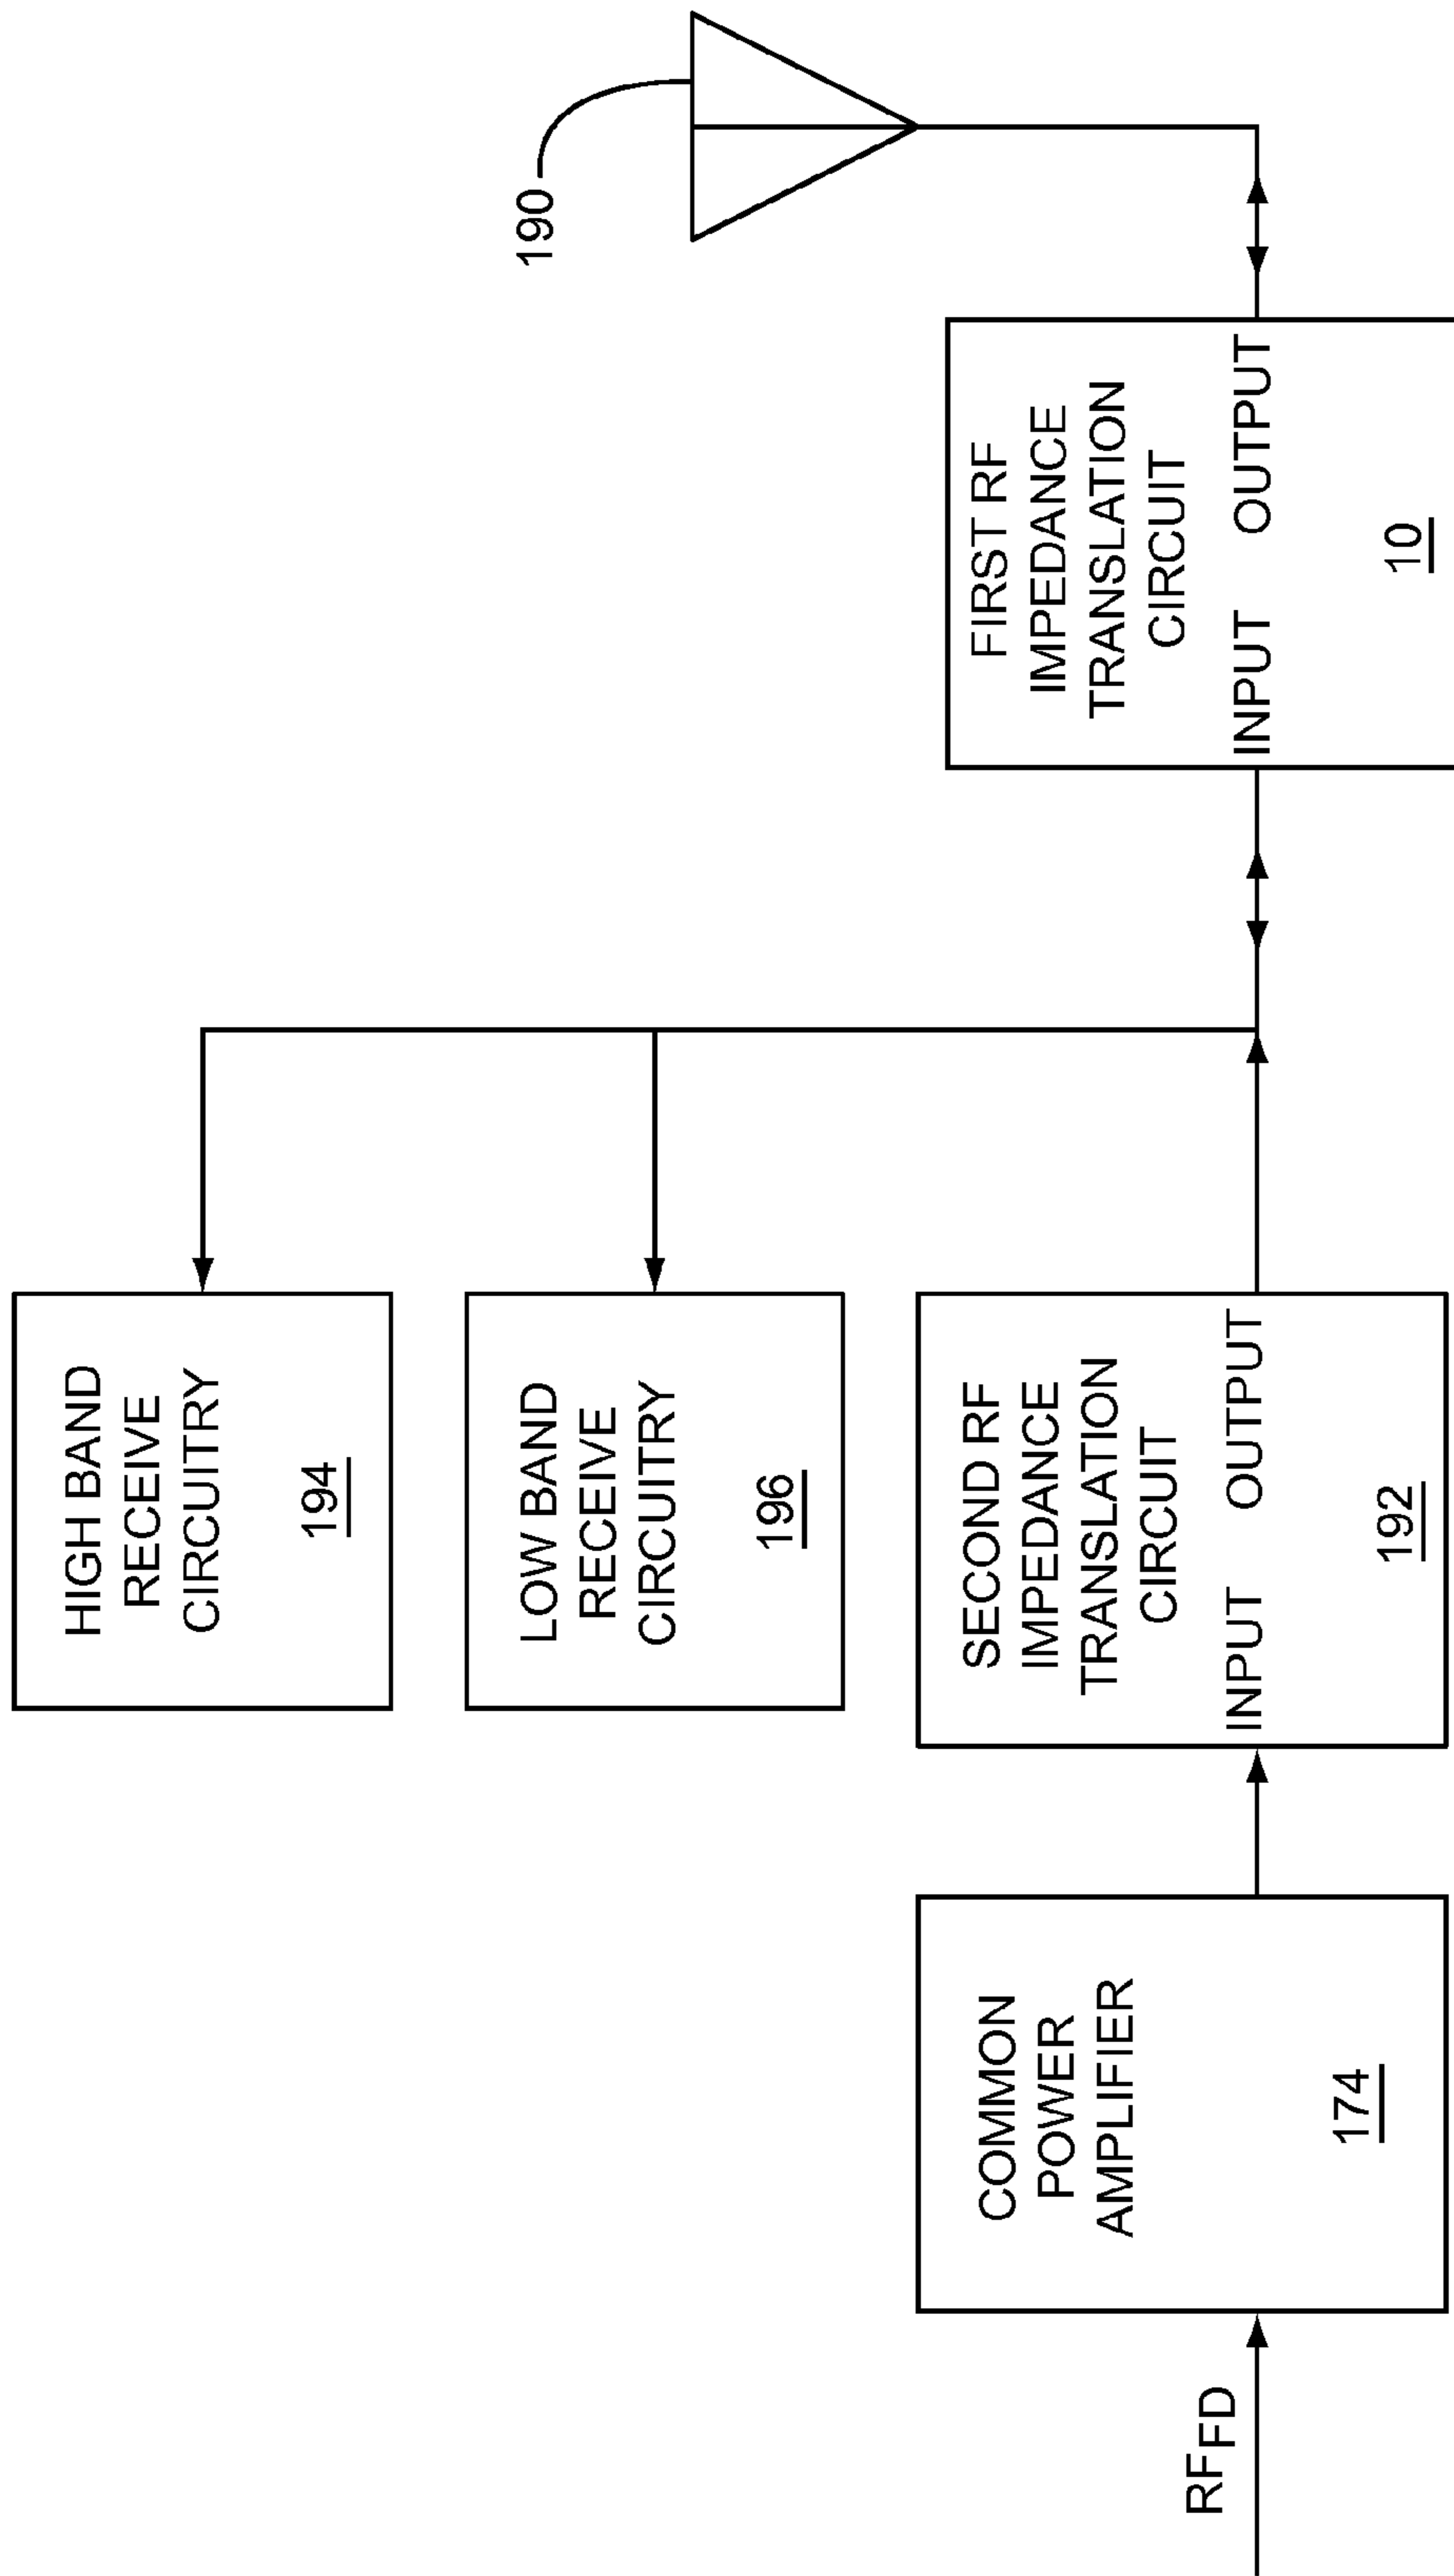 HIGH BAND
RECEIVE
CIRCUITRY
194
LOW BAND
RECEIVE
CIRCUITRY
196
190
RFFD
COMMON
POWER
AMPLIFIER
174
SECOND RF
IMPEDANCE
TRANSLATION
CIRCUIT
INPUT OUTPUT
192
FIRST RF
IMPEDANCE
TRANSLATION
CIRCUIT
INPUT OUTPUT
10